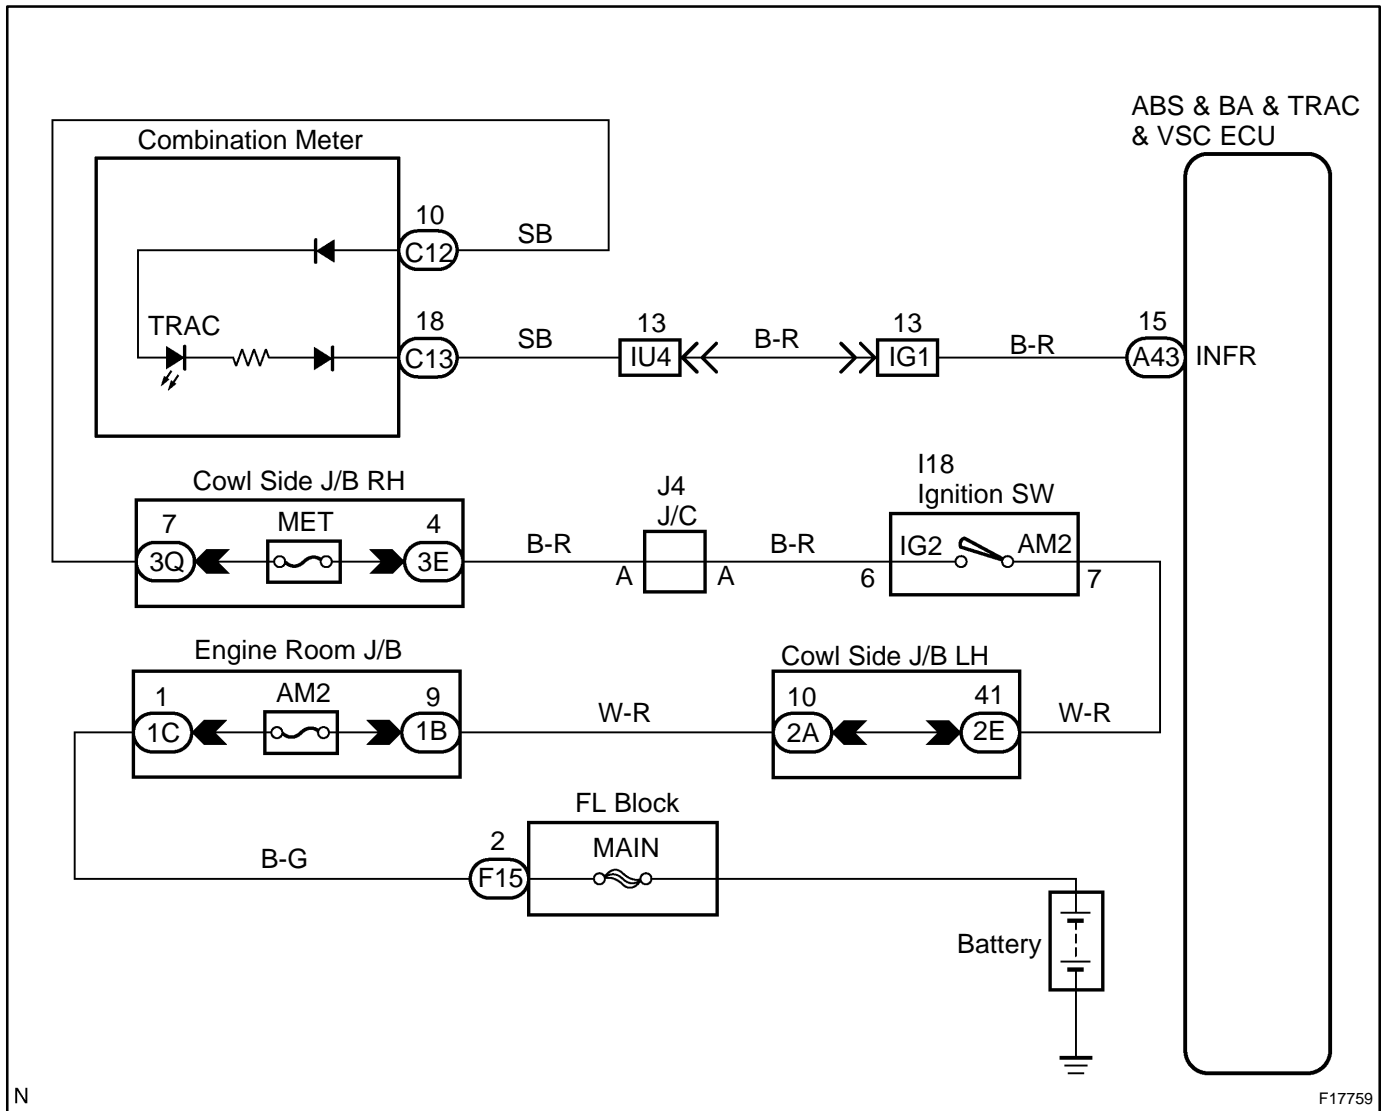 ABS & BA & TRAC
& VSC ECU
Combination Meter
10
C12
SB
TRAC
18
C13
SB
13
IU4
B-R
13
IG1
B-R
15
A43
INFR
Cowl Side J/B RH
7
3Q
MET
4
3E
B-R
J4
J/C
A
A
B-R
I18
Ignition SW
IG2
AM2
6
7
Engine Room J/B
1
1C
AM2
9
1B
W-R
Cowl Side J/B LH
10
2A
41
2E
W-R
FL Block
B-G
2
F15
MAIN
Battery
N
F17759